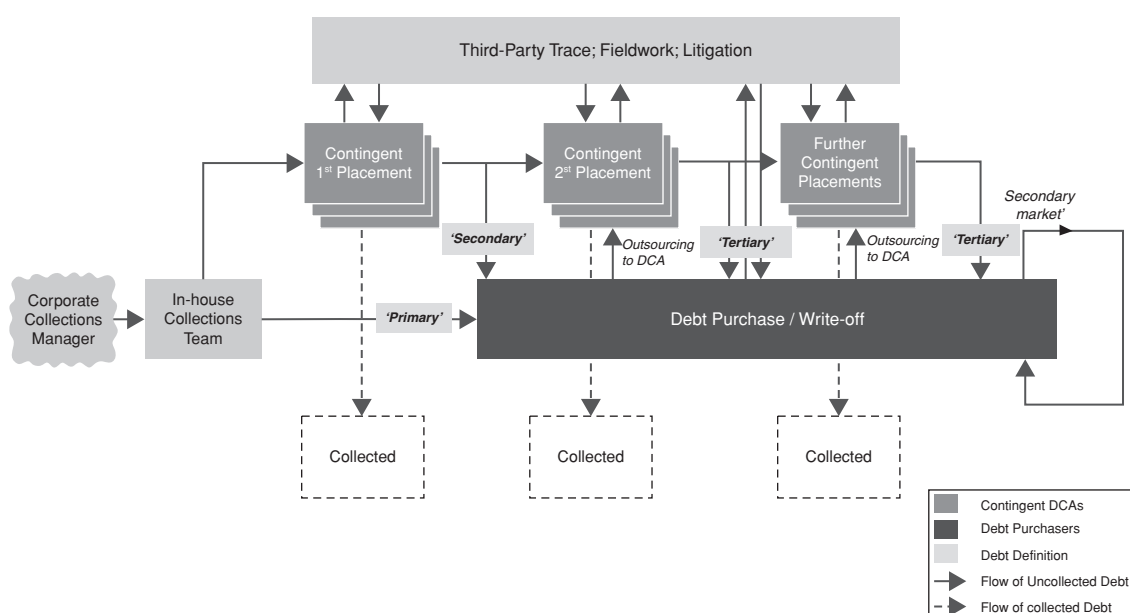 Third-Party Trace; Fieldwork; Litigation
Contingent
1st Placement
Contingent
2st Placement
Further
Contingent
Placements
Secondary
market'
'Secondary'
Outsourcing
to DCA
'Tertiary'
Outsourcing
to DCA
'Tertiary'
Corporate
Collections
Manager
In-house
Collections
Team
'Primary'
Debt Purchase / Write-off
Collected
Collected
Collected
Contingent DCAs
Debt Purchasers
Debt Definition
Flow of Uncollected Debt
Flow of collected Debt